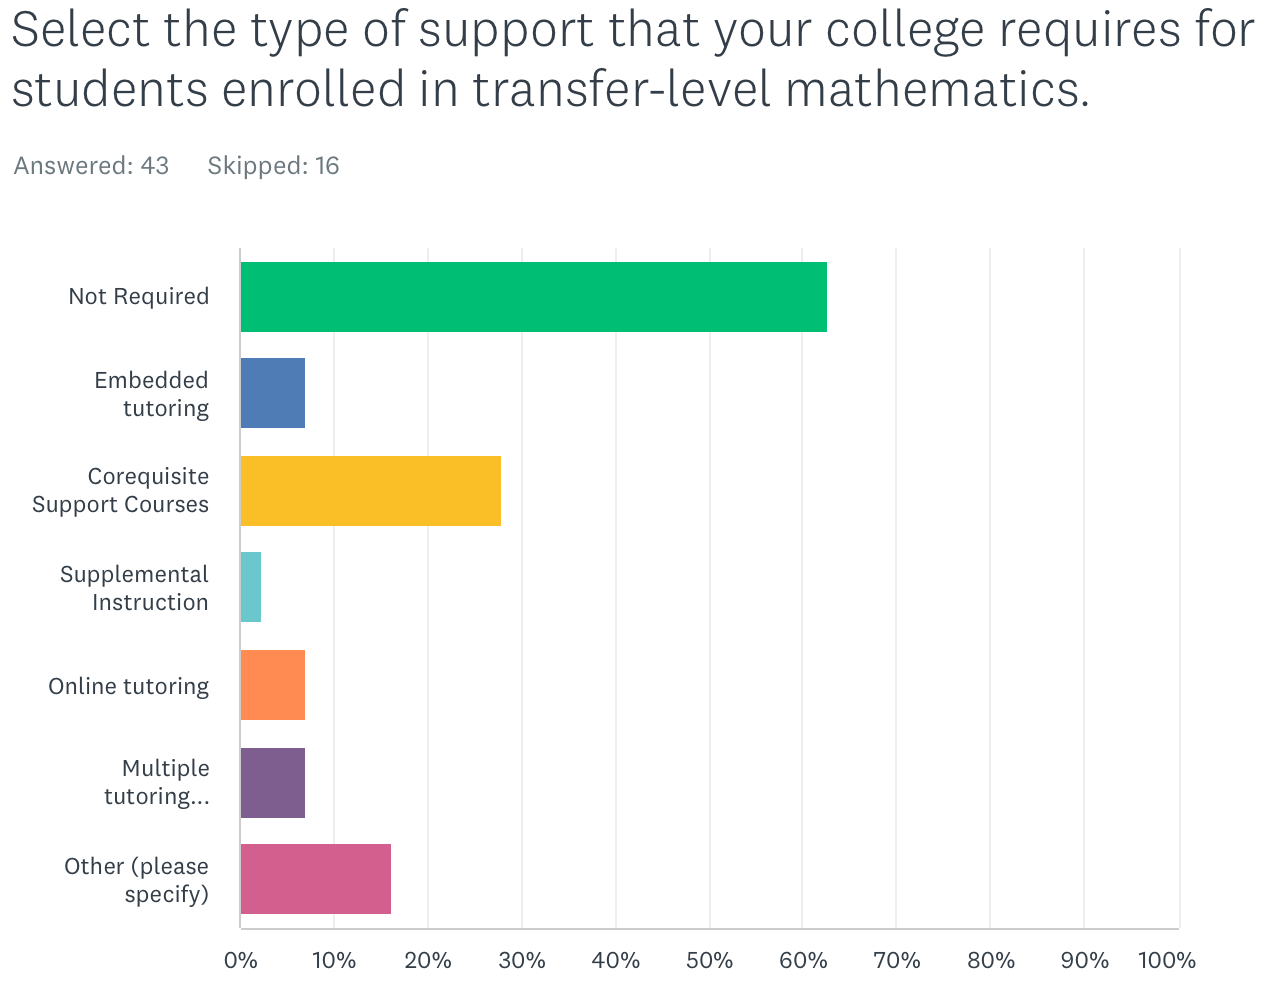 Select the type of support that your college requires for
students enrolled in transfer-level mathematics.
Answered: 43 Skipped: 16
Not Required
Embedded
tutoring
Corequisite
Support Courses
Supplemental
Instruction
Online tutoring
Multiple
tutoring...
Other (please
specify)
0% 10% 20% 30% 40% 50% 60% 70% 80% 90% 100%